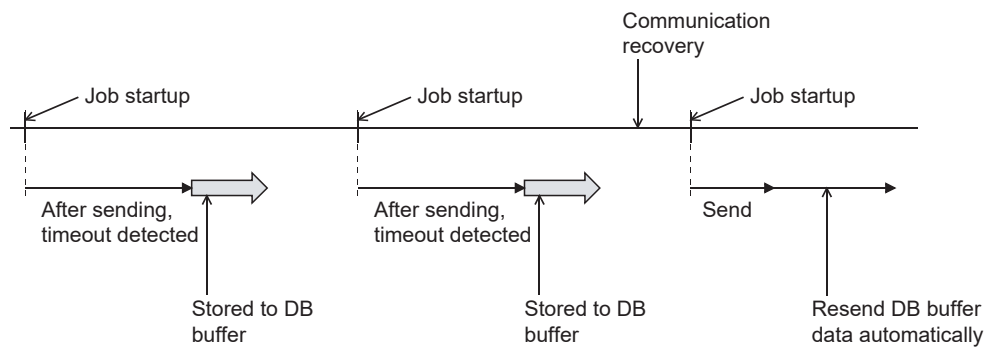 Communication
recovery
Job startup
Job startup
Job startup
After sending,
timeout detected
After sending,
timeout detected
Send
Stored to DB
buffer
Stored to DB
buffer
Resend DB buffer
data automatically